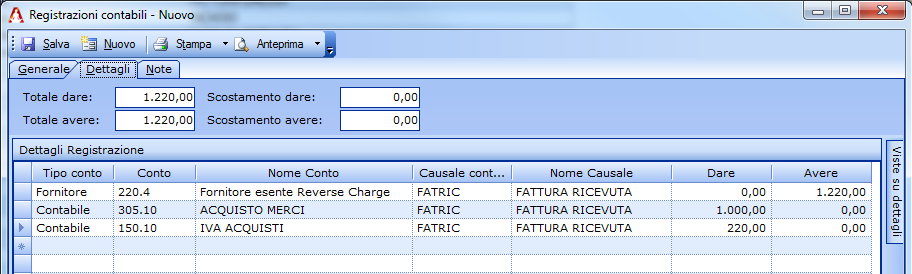 Registrazioni contabili - Nuovo
Salva Nuovo Stampa Anteprima
Generale Dettagli Note
Totale dare: 1.220,00 Scostamento dare: 0,00
Totale avere: 1.220,00 Scostamento avere: 0,00
Dettagli Registrazione
Tipo conto Conto Nome Conto Causale cont... Nome Causale Dare Avere
Fornitore 220.4 Fornitore esente Reverse Charge FATRIC FATTURA RICEVUTA 0,00 1.220,00
Contabile 305.10 ACQUISTO MERCI FATRIC FATTURA RICEVUTA 1.000,00 0,00
Contabile 150.10 IVA ACQUISTI FATRIC FATTURA RICEVUTA 220,00 0,00
Viste su dettagli